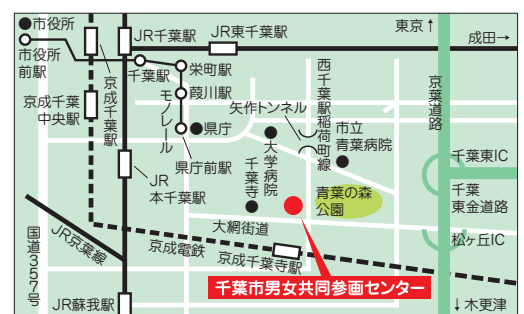 ●市役所
JR千葉駅
JR東千葉駅
東京↑
成田→
市役所
前駅
千葉駅
栄町駅
葭川駅
京成千葉
中央駅
京成千葉駅
モノレール
●県庁
県庁前駅
矢作トンネル
西千葉駅稲荷町線
市立
青葉病院
京葉道路
大学病院
千葉寺
JR
本千葉駅
青葉の森
公園
千葉東IC
千葉
東金道路
松ヶ丘IC
大網街道
国道357号
JR京葉線
京成電鉄
京成千葉寺駅
千葉市男女共同参画センター
JR蘇我駅
↓木更津